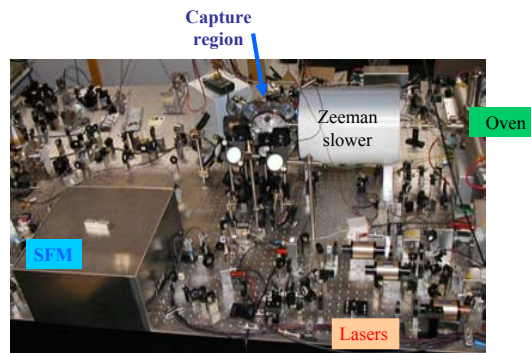 Capture
region
Zeeman
slower
Oven
SFM
Lasers